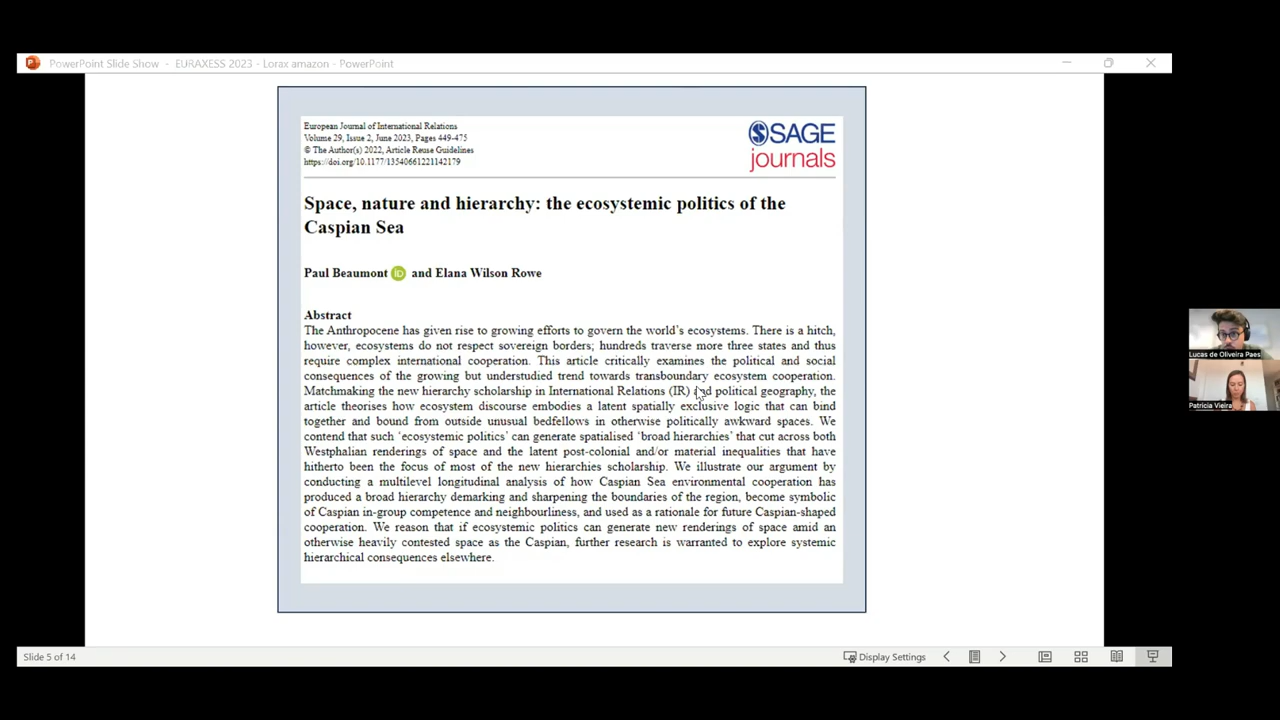 PowerPoint Slide Show - EURAXESS 2023 - Lorax amazon - PowerPoint
European Journal of International Relations
Volume 29, Issue 2, June 2023, Pages 449-475
© The Author(s) 2022, Article Reuse Guidelines
https://doi.org/10.1177/13540661221142179
SAGE
journals
Space, nature and hierarchy: the ecosystemic politics of the
Caspian Sea
Paul Beaumont iD and Elana Wilson Rowe
Abstract
The Anthropocene has given rise to growing efforts to govern the world's ecosystems. There is a hitch,
however, ecosystems do not respect sovereign borders; hundreds traverse more three states and thus
require complex international cooperation. This article critically examines the political and social
consequences of the growing but understudied trend towards transboundary ecosystem cooperation.
Matchmaking the new hierarchy scholarship in International Relations (IR) and political geography, the
article theorises how ecosystem discourse embodies a latent spatially exclusive logic that can bind
together and bound from outside unusual bedfellows in otherwise politically awkward spaces. We
contend that such 'ecosystemic politics' can generate spatialised 'broad hierarchies' that cut across both
Westphalian renderings of space and the latent post-colonial and/or material inequalities that have
hitherto been the focus of most of the new hierarchies scholarship. We illustrate our argument by
conducting a multilevel longitudinal analysis of how Caspian Sea environmental cooperation has
produced a broad hierarchy demarking and sharpening the boundaries of the region, become symbolic
of Caspian in-group competence and neighbourliness, and used as a rationale for future Caspian-shaped
cooperation. We reason that if ecosystemic politics can generate new renderings of space amid an
otherwise heavily contested space as the Caspian, further research is warranted to explore systemic
hierarchical consequences elsewhere.
Lucas de Oliveira Paes
Patricia Vieira
Slide 5 of 14
Display Settings